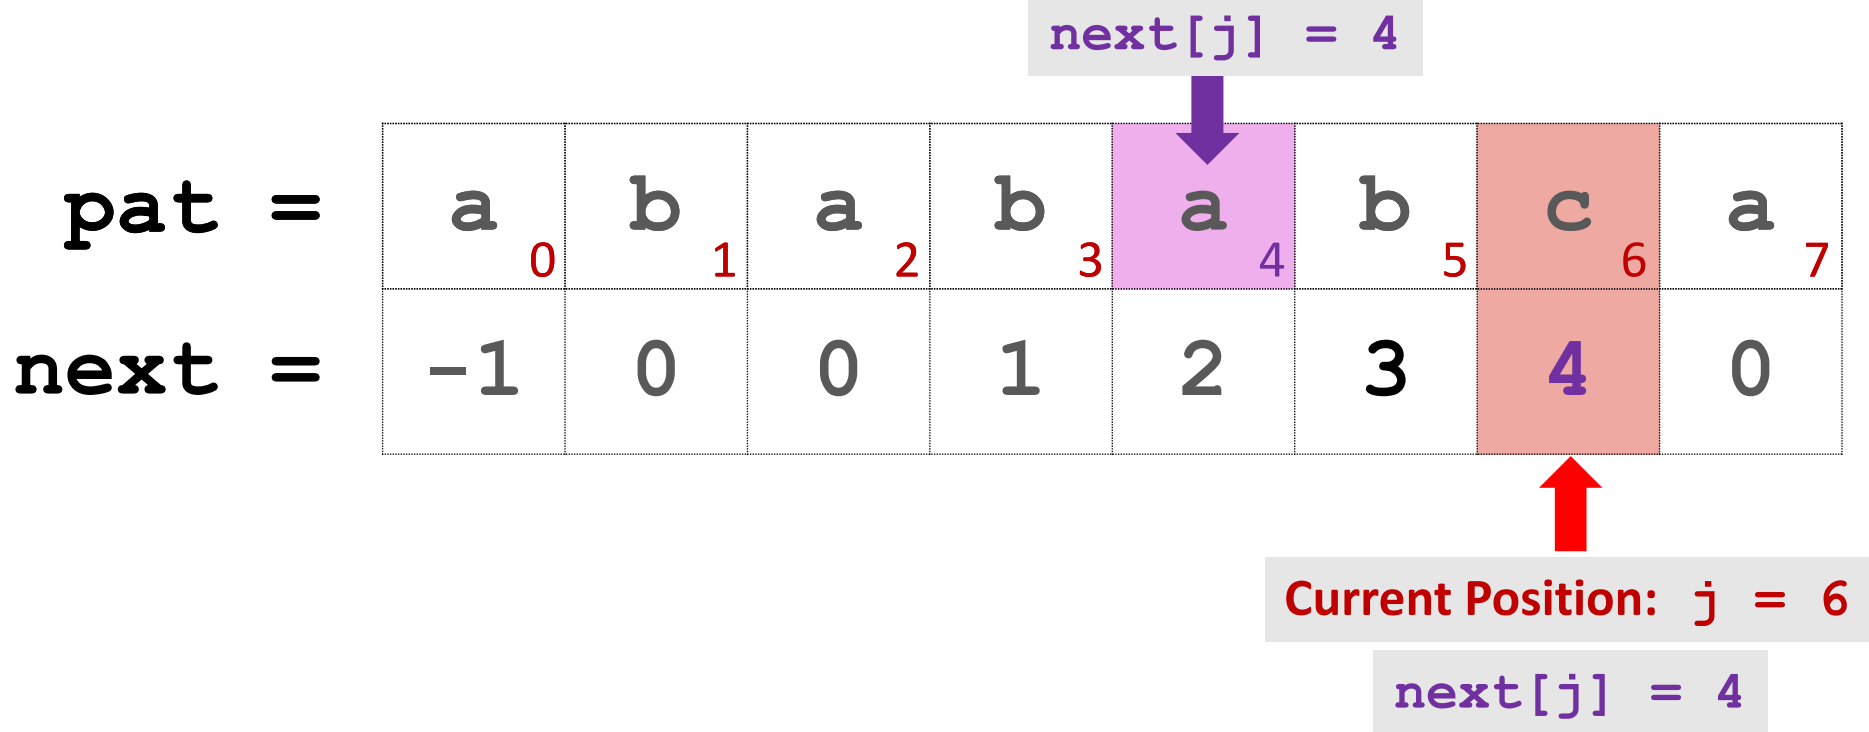 next[j] = 4
pat = a b a b a b c a
0 1 2 3 4 5 6 7
next = -1 0 0 1 2 3 4 0
Current Position: j = 6
next[j] = 4